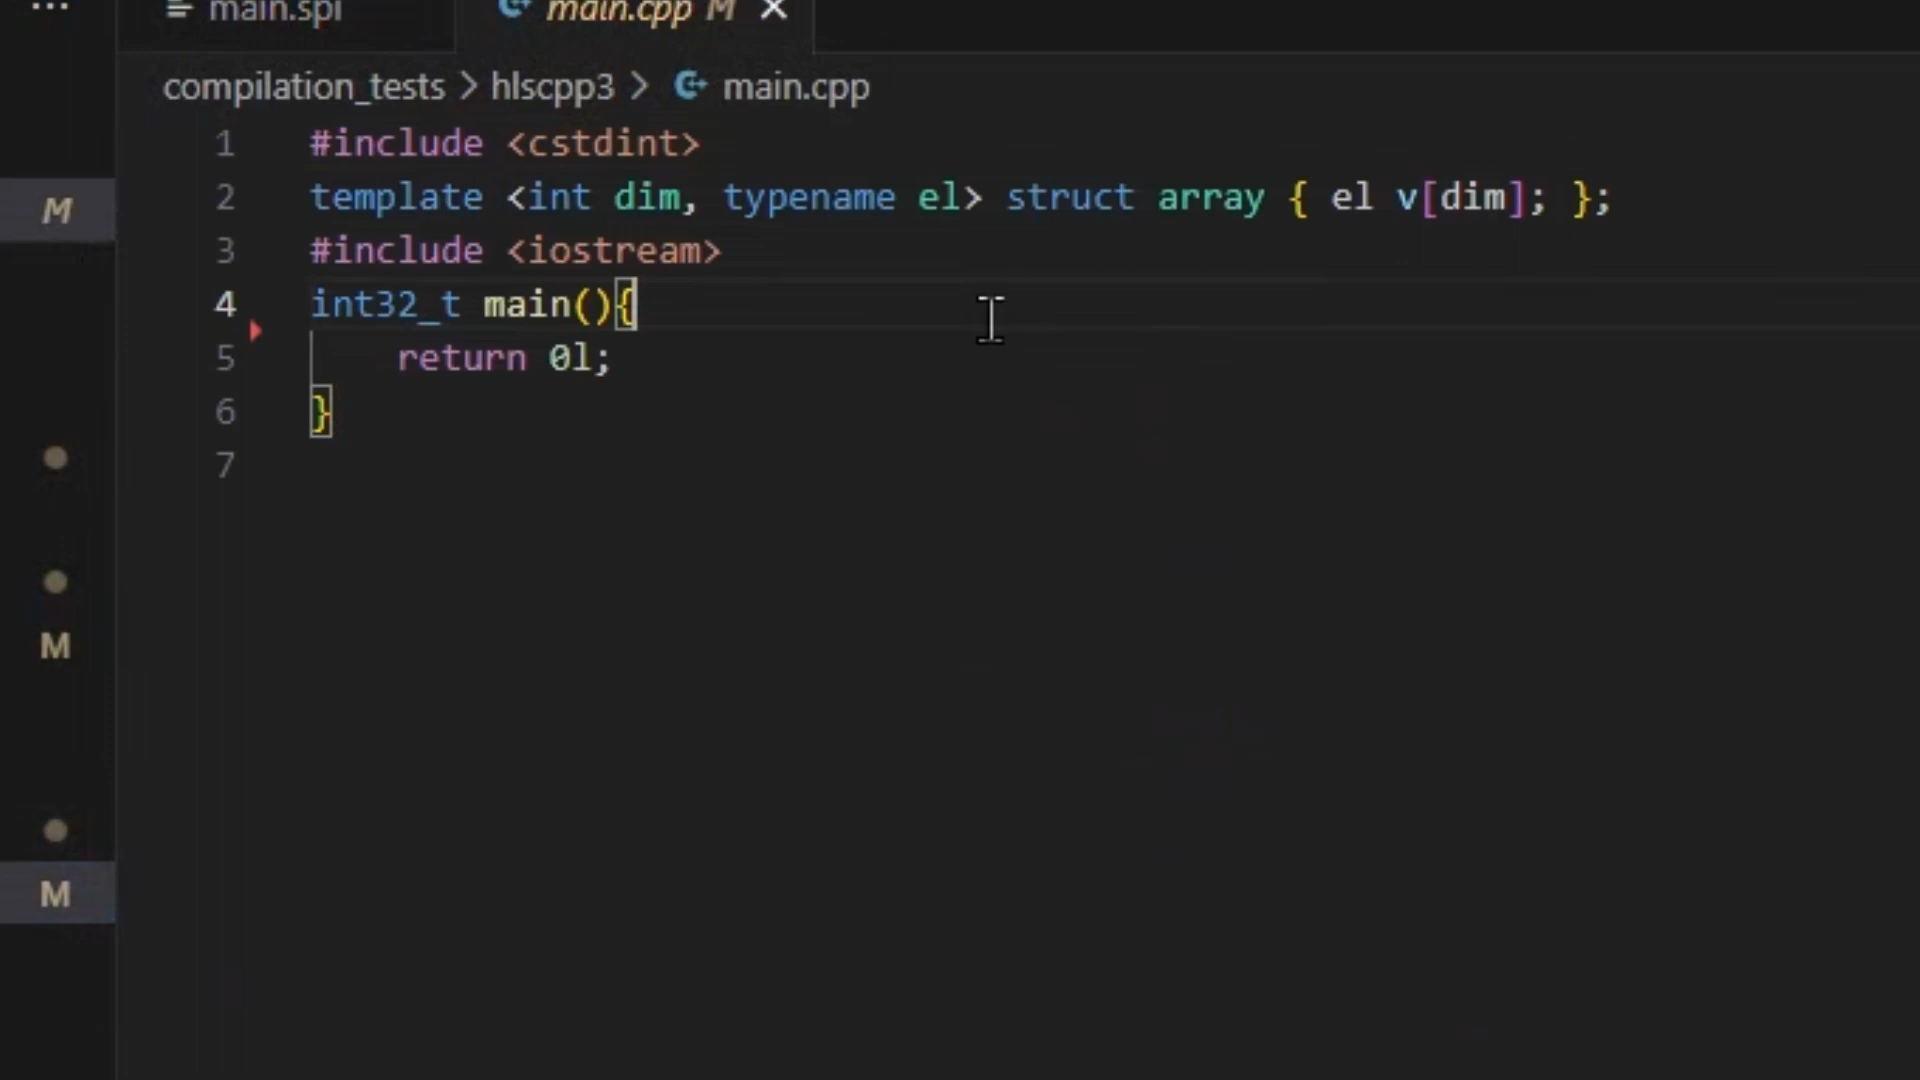 main.spi
main.cpp M
compilation_tests > hlscpp3 > main.cpp
1 #include <cstdint>
2 template <int dim, typename el> struct array { el v[dim]; };
3 #include <iostream>
4 int32_t main(){
5 return 0l;
6 }
7
M
M
M